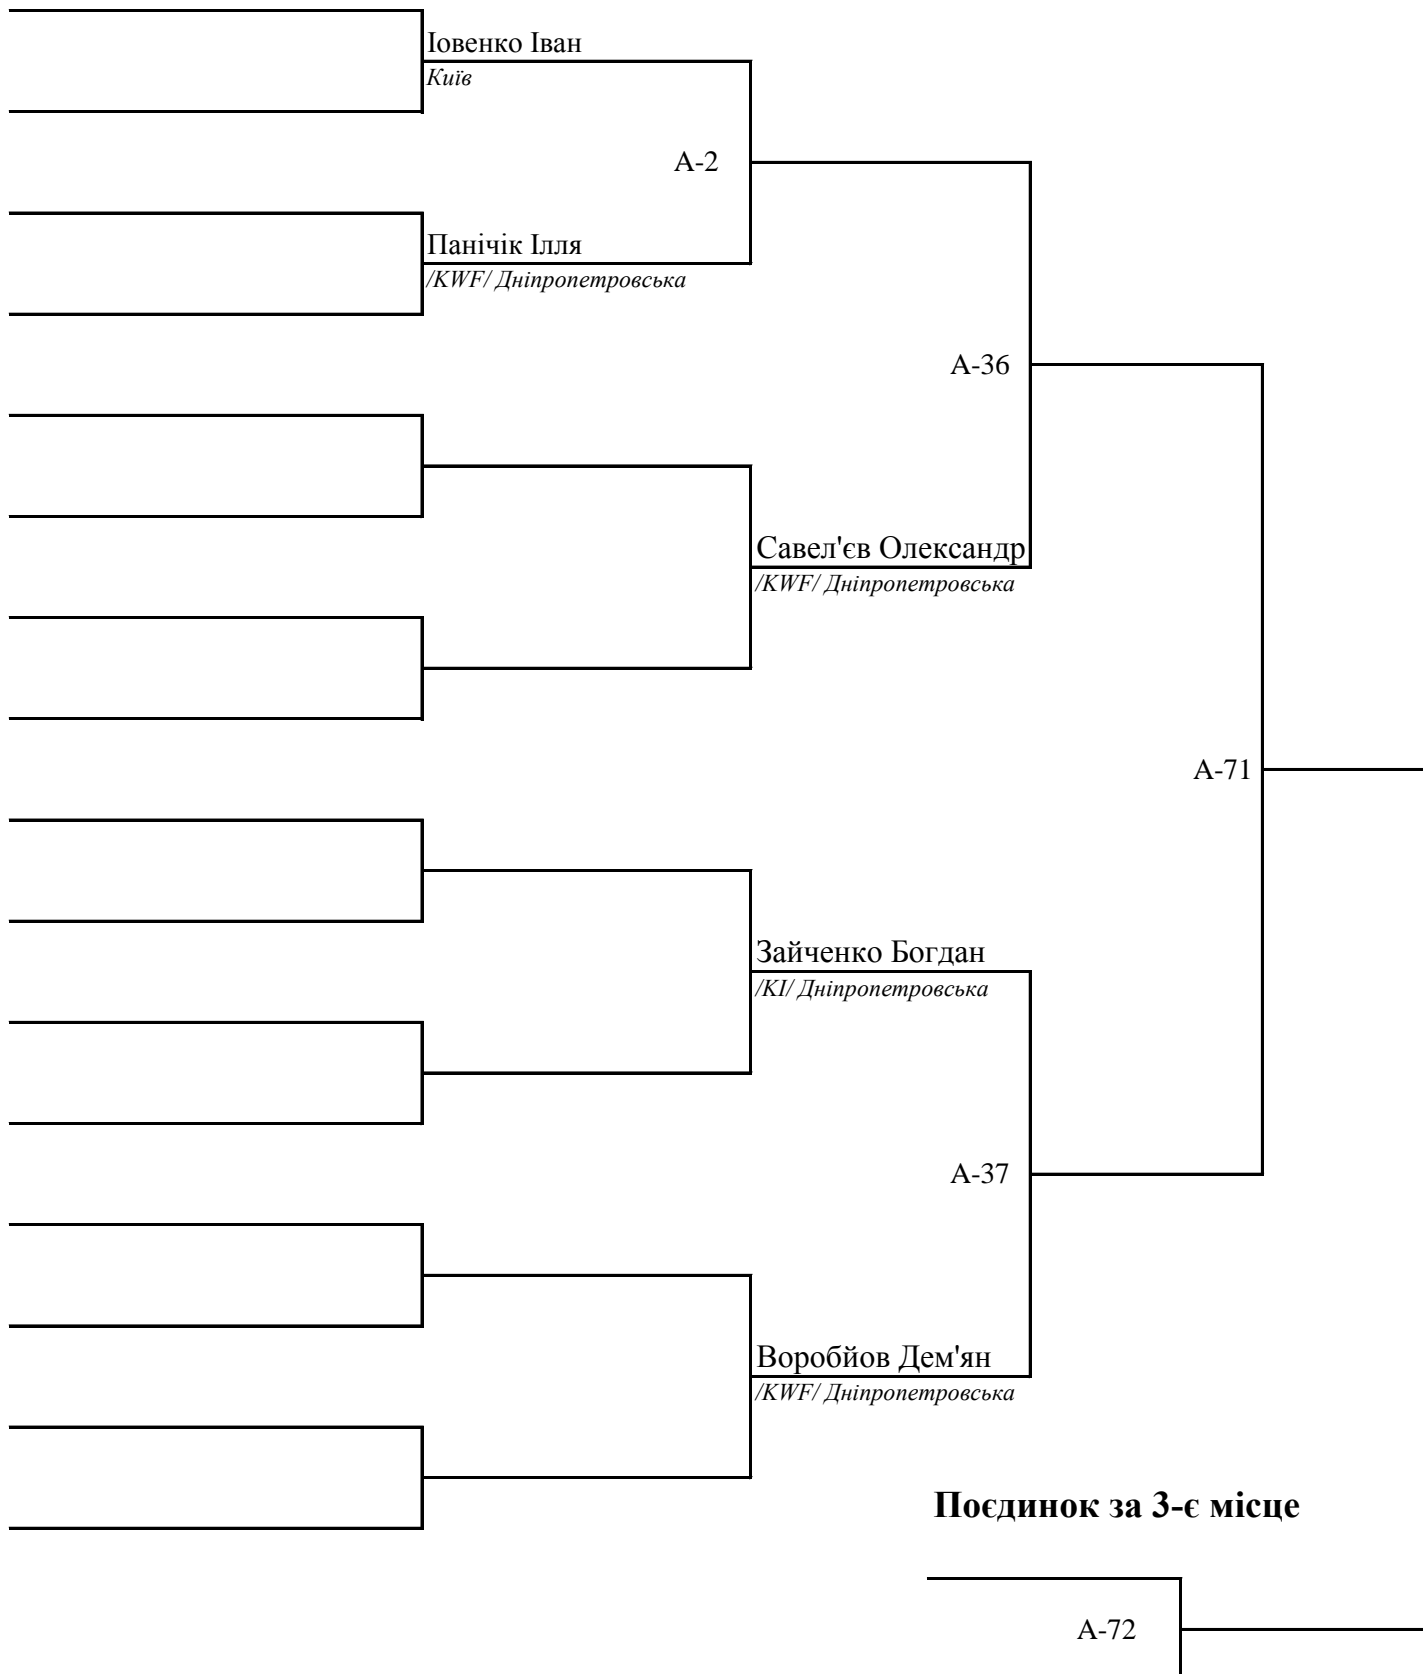 Іовенко Іван
Київ
А-2
Панічік Ілля
/KWF/ Дніпропетровська
А-36
Савел'єв Олександр
/KWF/ Дніпропетровська
А-71
Зайченко Богдан
/KI/ Дніпропетровська
А-37
Воробйов Дем'ян
/KWF/ Дніпропетровська
Поєдинок за 3-є місце
А-72